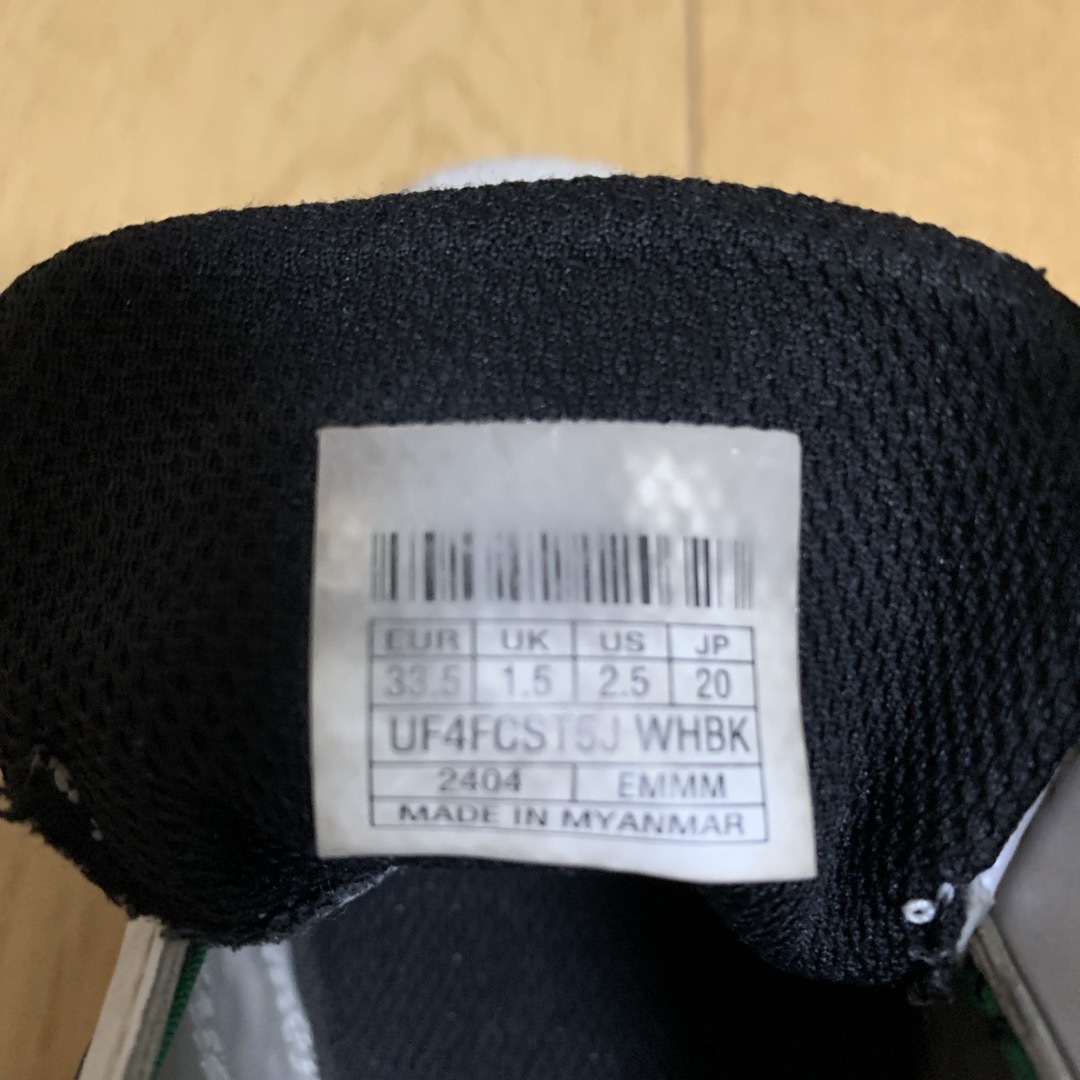 EUR UK US JP
33.5 1.5 2.5 20
UF4FCST5J WHBK
2404 EMMM
MADE IN MYANMAR